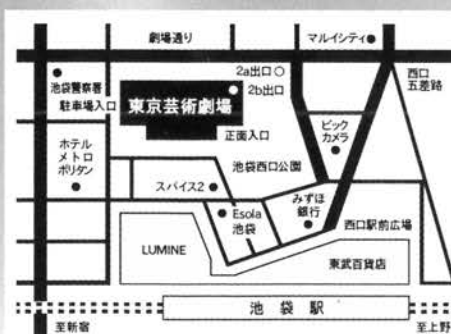 劇場通り
マルイシティ
2a出口
西口
五差路
池袋警察署
2b出口
駐車場入口
東京芸術劇場
正面入口
ビック
カメラ
ホテル
メトロ
ポリタン
池袋西口公園
スパイス2
みずほ
銀行
Esola
池袋
西口駅前広場
LUMINE
東武百貨店
池袋駅
至新宿
至上野